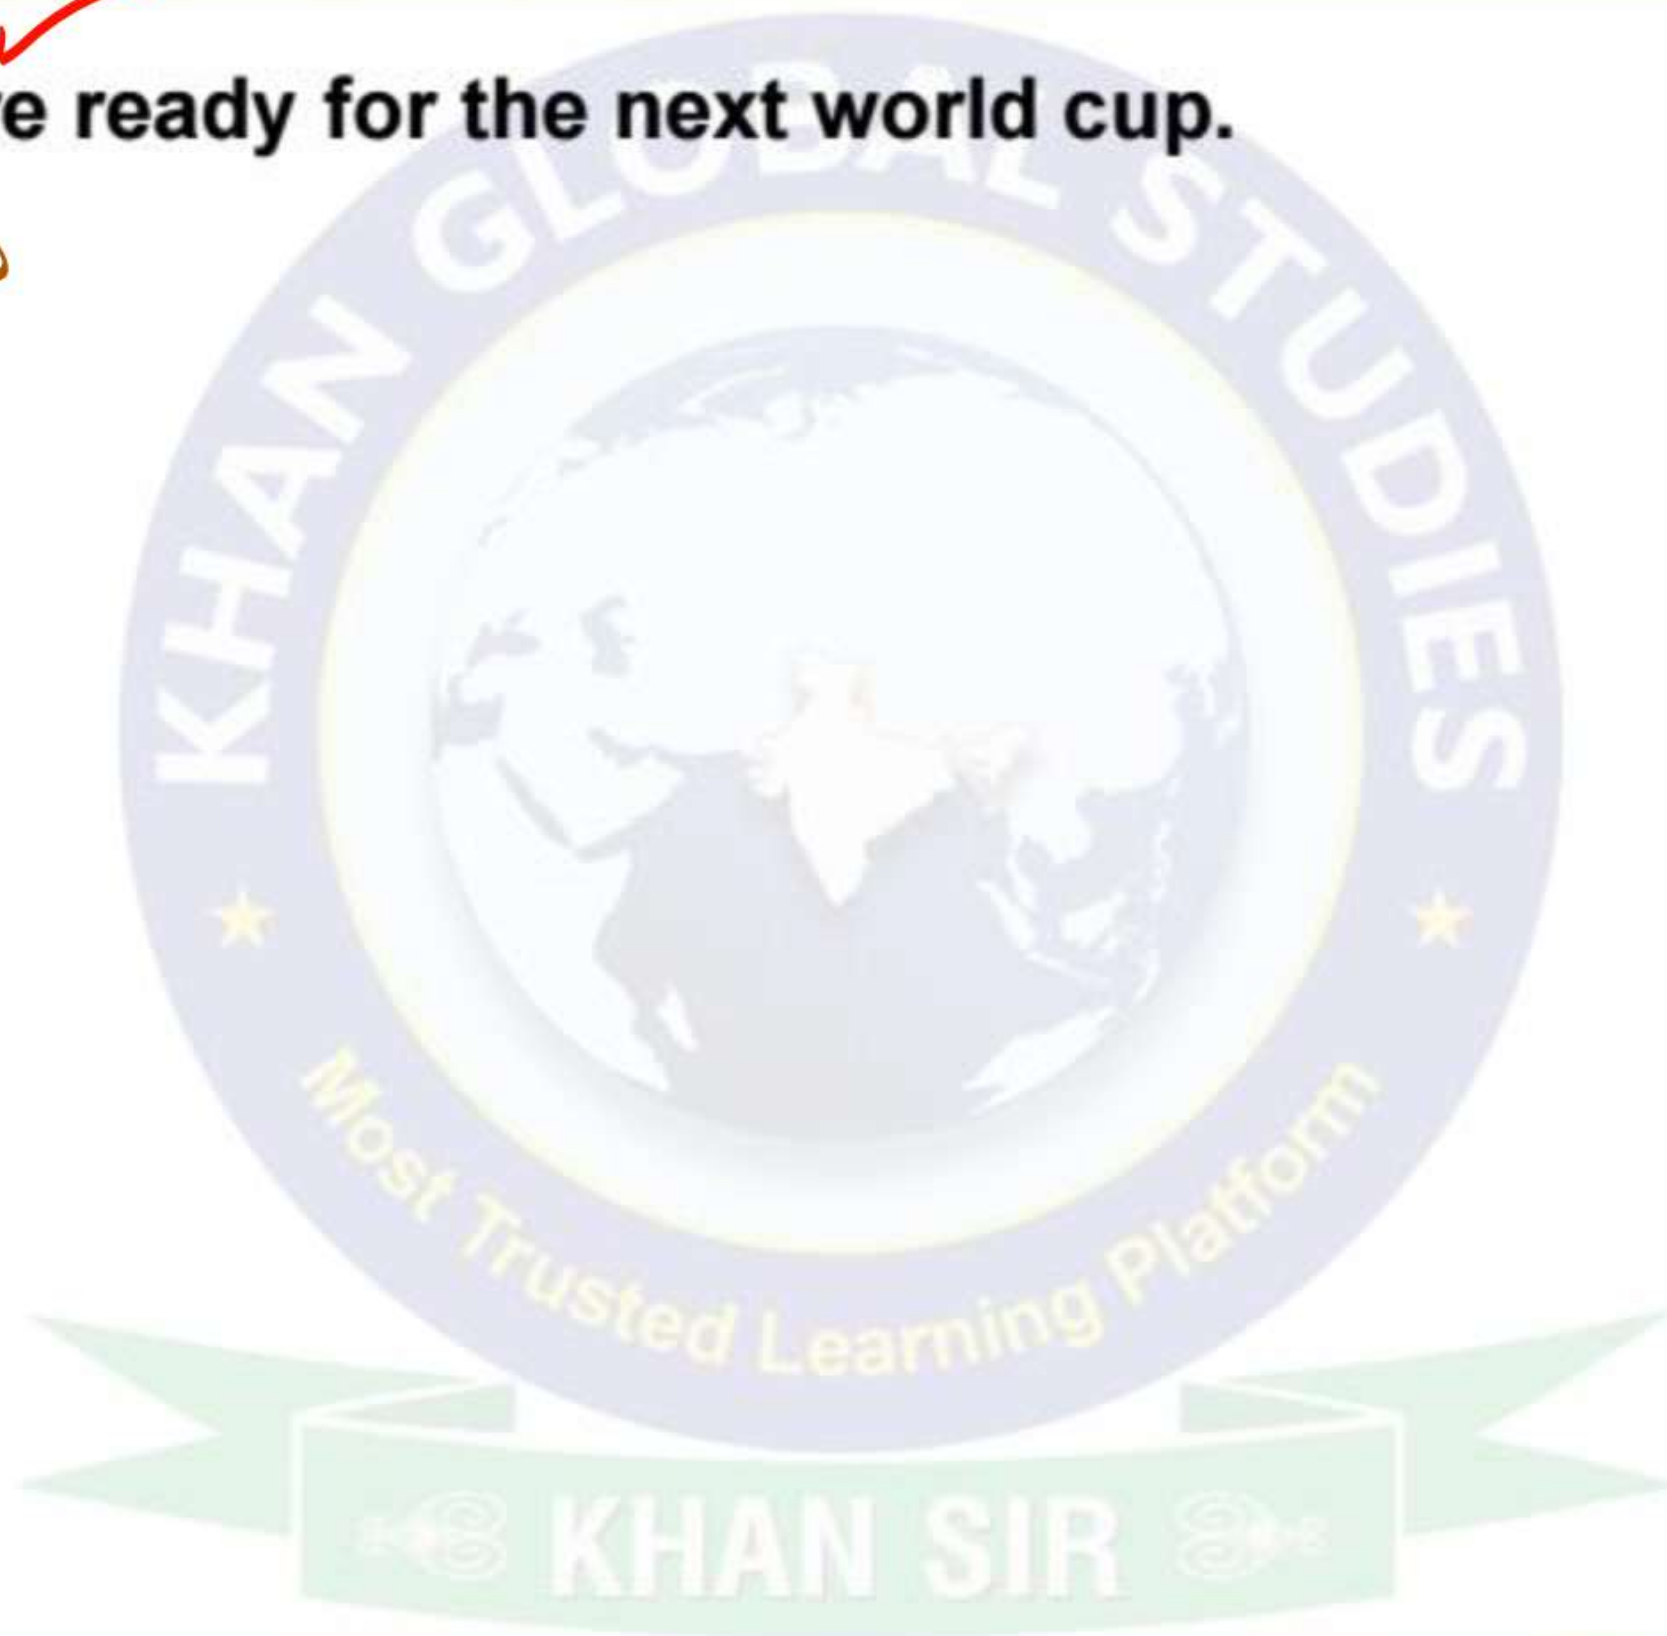 ready for the next world cup.
KHAN GLOBAL STUDIES
Most Trusted Learning Platform
KHAN SIR